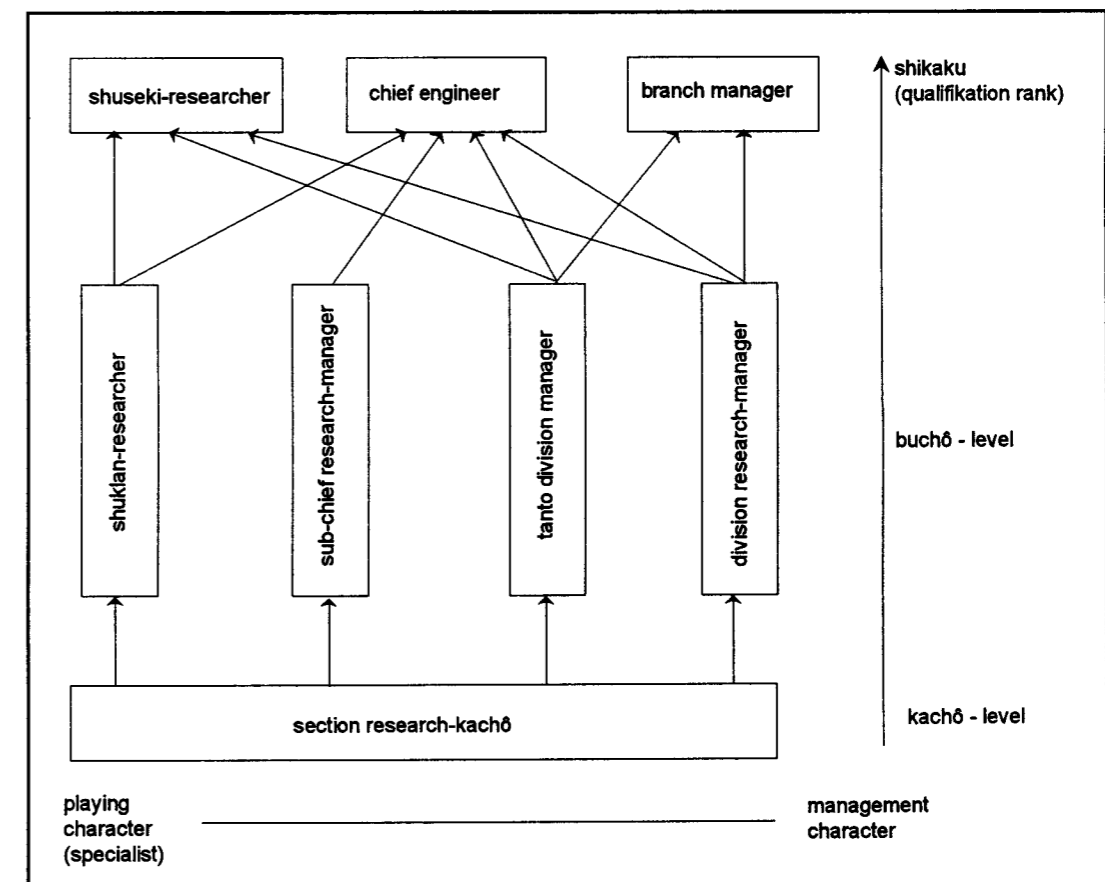 shuseki-researcher
chief engineer
branch manager
shikaku
(qualifikation rank)
shuklan-researcher
sub-chief research-manager
tanto division manager
division research-manager
buchô - level
section research-kachô
kachô - level
playing
character
(specialist)
management
character